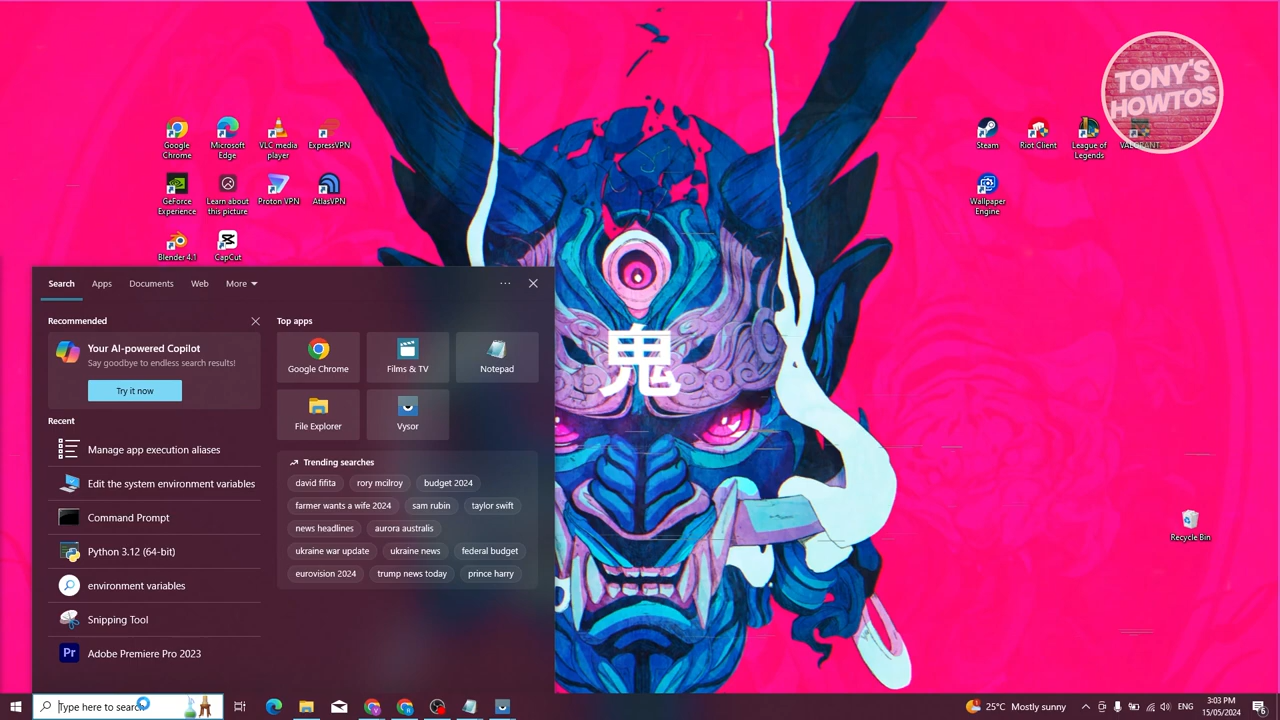 TONY'S
HOWTOS
Google
Chrome
Microsoft
Edge
VLC media
player
ExpressVPN
Steam
Riot Client
League of
Legends
VALORANT
GeForce
Experience
Learn about
this picture
Proton VPN
AtlasVPN
Wallpaper
Engine
Blender 4.1
CapCut
鬼
Search
Apps
Documents
Web
More
Recommended
Your AI-powered Copilot
Say goodbye to endless search results!
Try it now
Recent
Manage app execution aliases
Edit the system environment variables
Command Prompt
Python 3.12 (64-bit)
environment variables
Snipping Tool
Pr
Adobe Premiere Pro 2023
Top apps
Google Chrome
Films & TV
Notepad
File Explorer
Vysor
Trending searches
david fifita
rory mcilroy
budget 2024
farmer wants a wife 2024
sam rubin
taylor swift
news headlines
aurora australis
ukraine war update
ukraine news
federal budget
eurovision 2024
trump news today
prince harry
Recycle Bin
Type here to search
25°C Mostly sunny
ENG
3:03 PM
15/05/2024
6